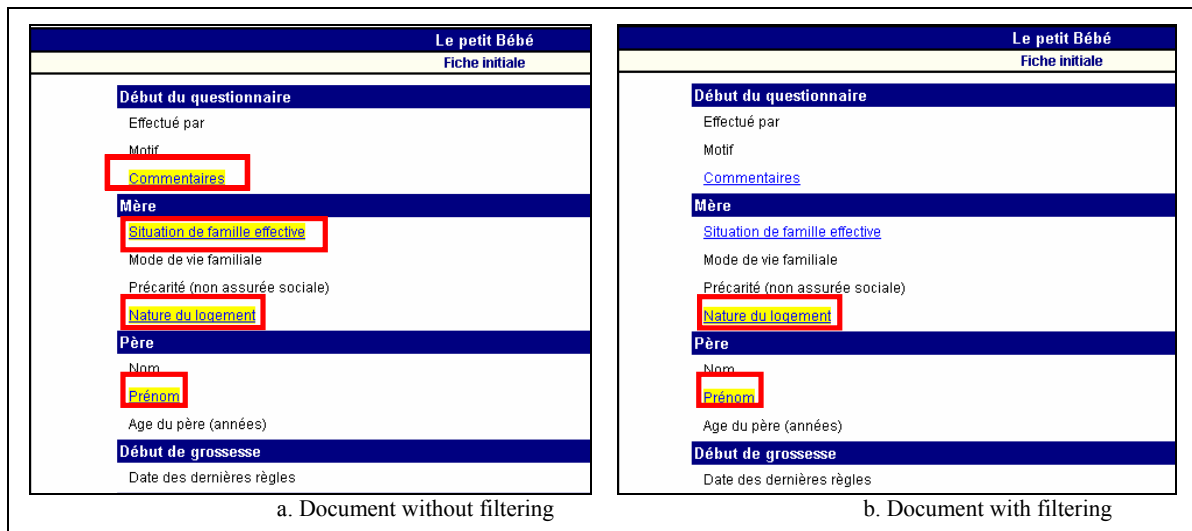 Le petit Bébé
Fiche initiale
Début du questionnaire
Effectué par
Motif
Commentaires
Mère
Situation de famille effective
Mode de vie familiale
Précarité (non assurée sociale)
Nature du logement
Père
Nom
Prénom
Age du père (années)
Début de grossesse
Date des dernières règles
a. Document without filtering
Le petit Bébé
Fiche initiale
Début du questionnaire
Effectué par
Motif
Commentaires
Mère
Situation de famille effective
Mode de vie familiale
Précarité (non assurée sociale)
Nature du logement
Père
Nom
Prénom
Age du père (années)
Début de grossesse
Date des dernières règles
b. Document with filtering